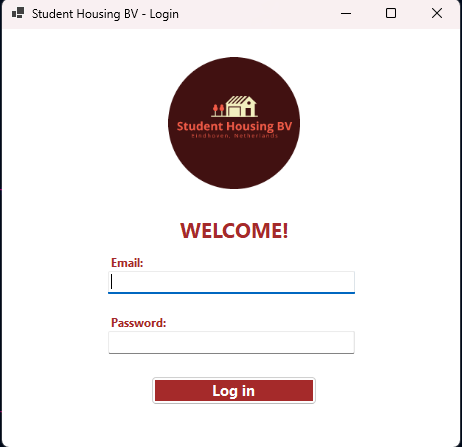 Student Housing BV - Login
Student Housing BV
Eindhoven, Netherlands
WELCOME!
Email:
Password:
Log in